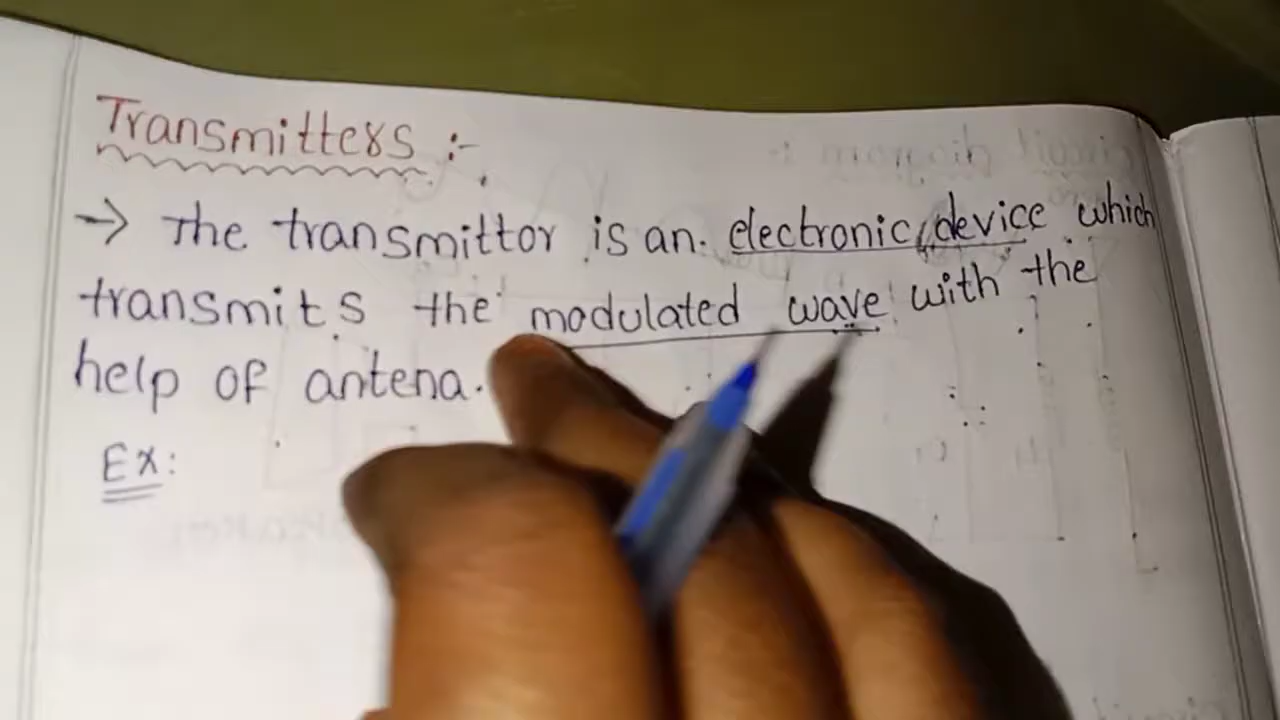 Transmitters :-
→ The transmittor is an electronic device which
transmits the modulated wave with the
help of antena.
Ex: